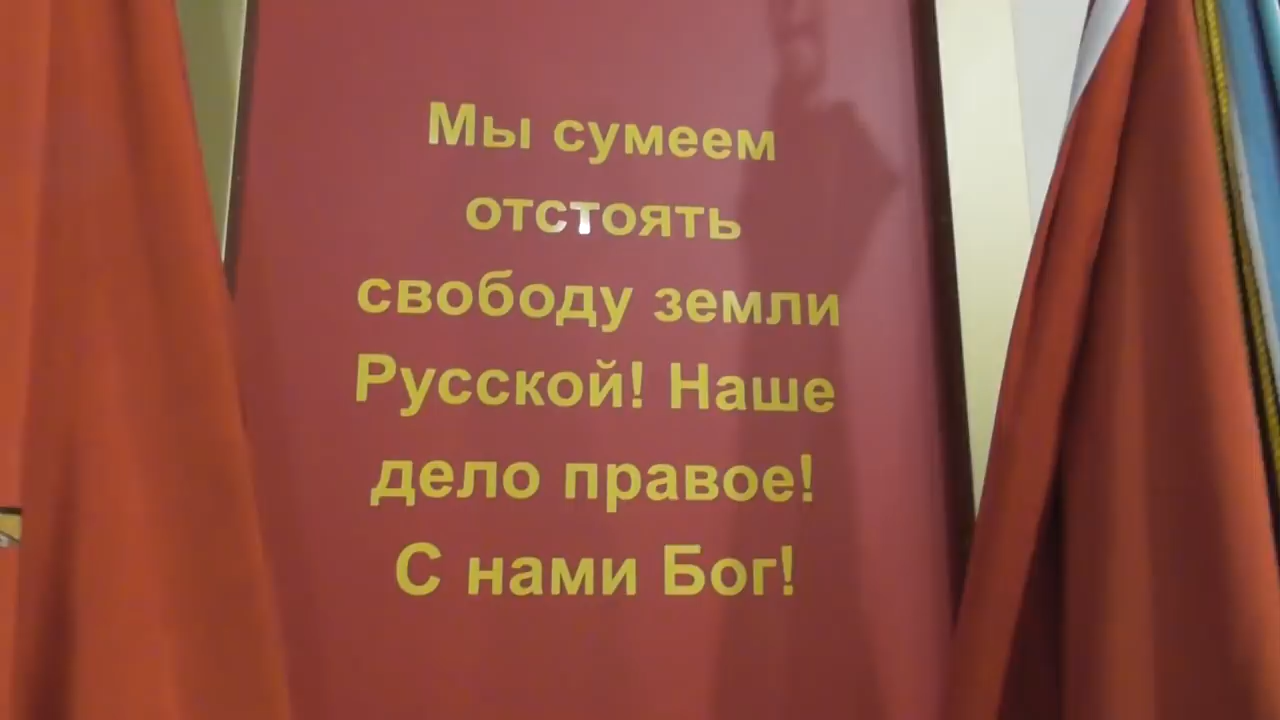 Мы сумеем
отстоять
свободу земли
Русской! Наше
дело правое!
С нами Бог!